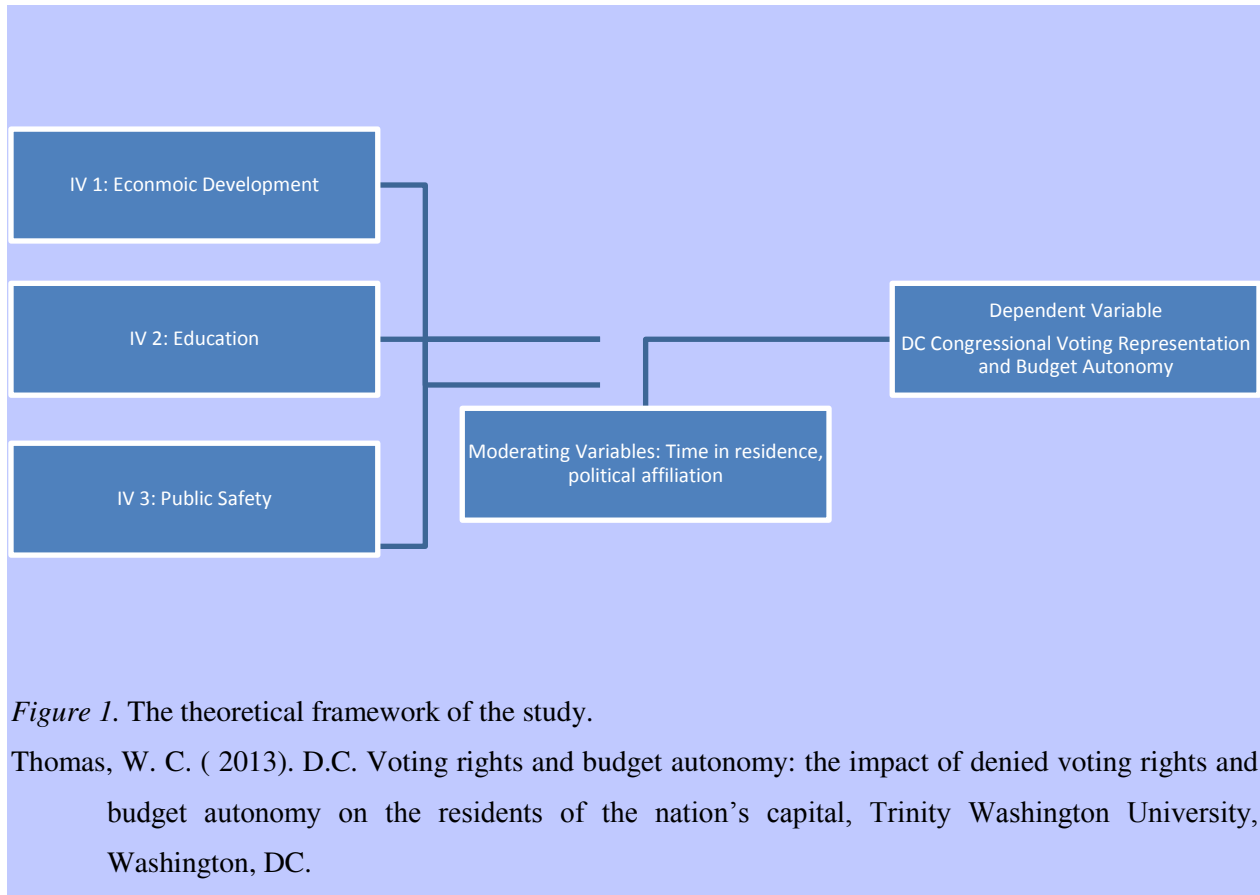 IV 1: Econmoic Development
IV 2: Education
IV 3: Public Safety
Moderating Variables: Time in residence,
political affiliation
Dependent Variable
DC Congressional Voting Representation
and Budget Autonomy
Figure 1. The theoretical framework of the study.
Thomas, W. C. ( 2013). D.C. Voting rights and budget autonomy: the impact of denied voting rights and
budget autonomy on the residents of the nation’s capital, Trinity Washington University,
Washington, DC.